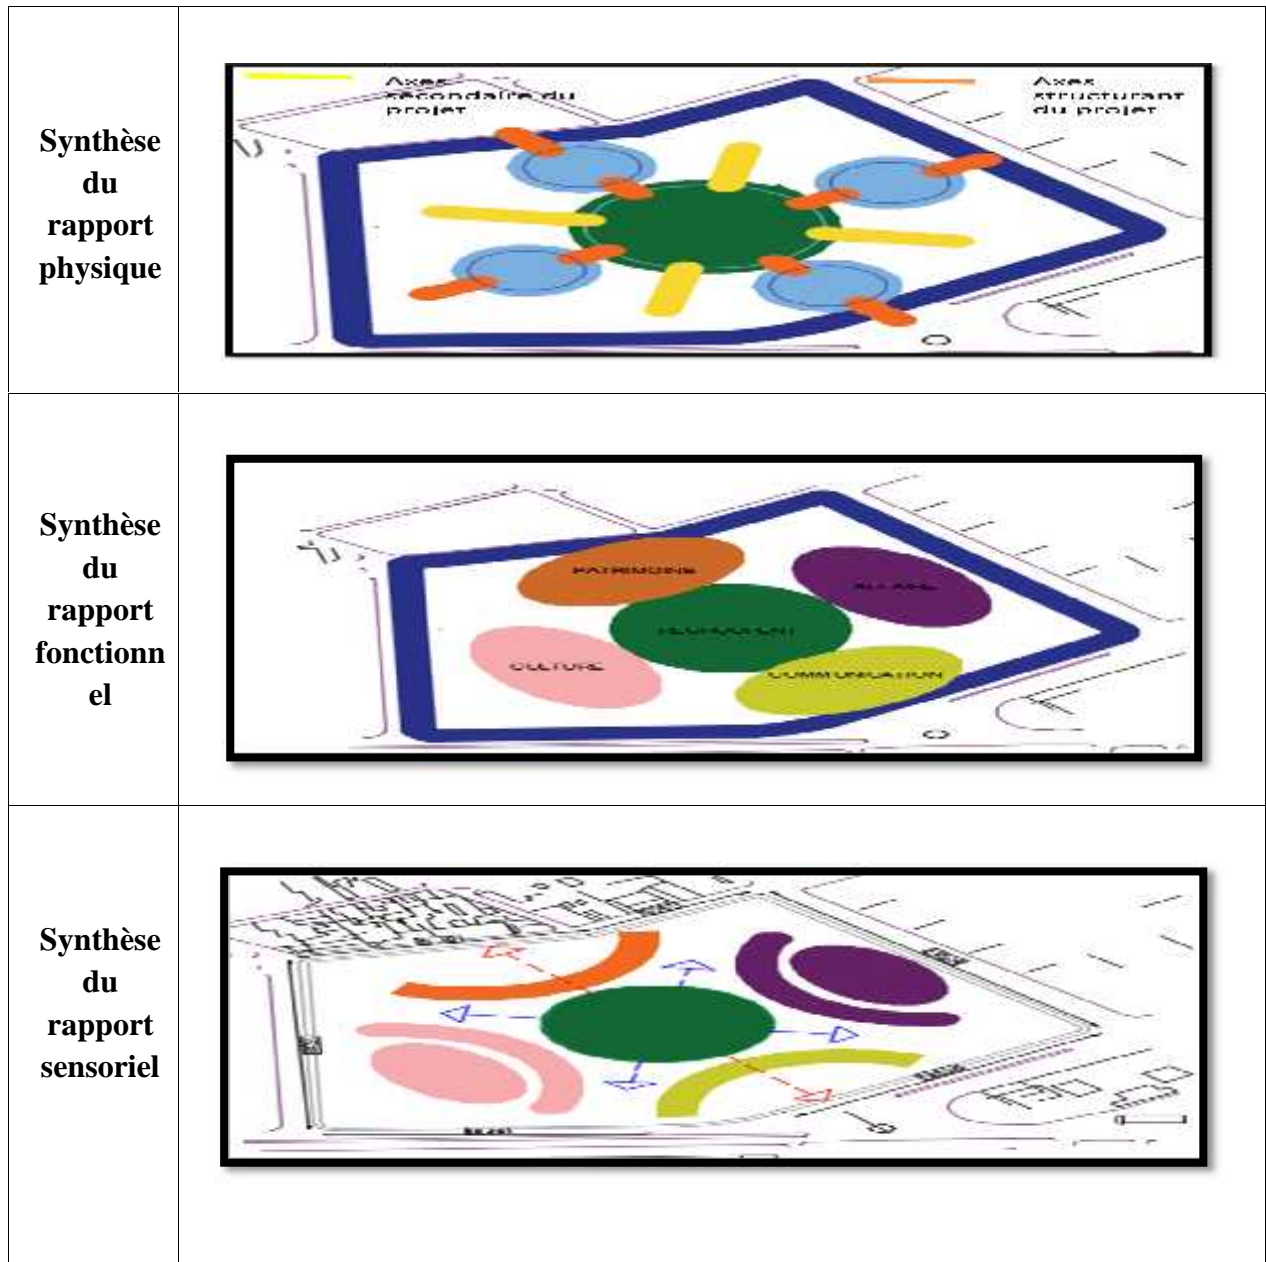 Synthèse
du
rapport
physique
Axes
secondaire du
projet
Axes
structurant
du projet
Synthèse
du
rapport
fonctionn
el
PATRIMOINE
CULTURE
COMMUNICATION
Synthèse
du
rapport
sensoriel